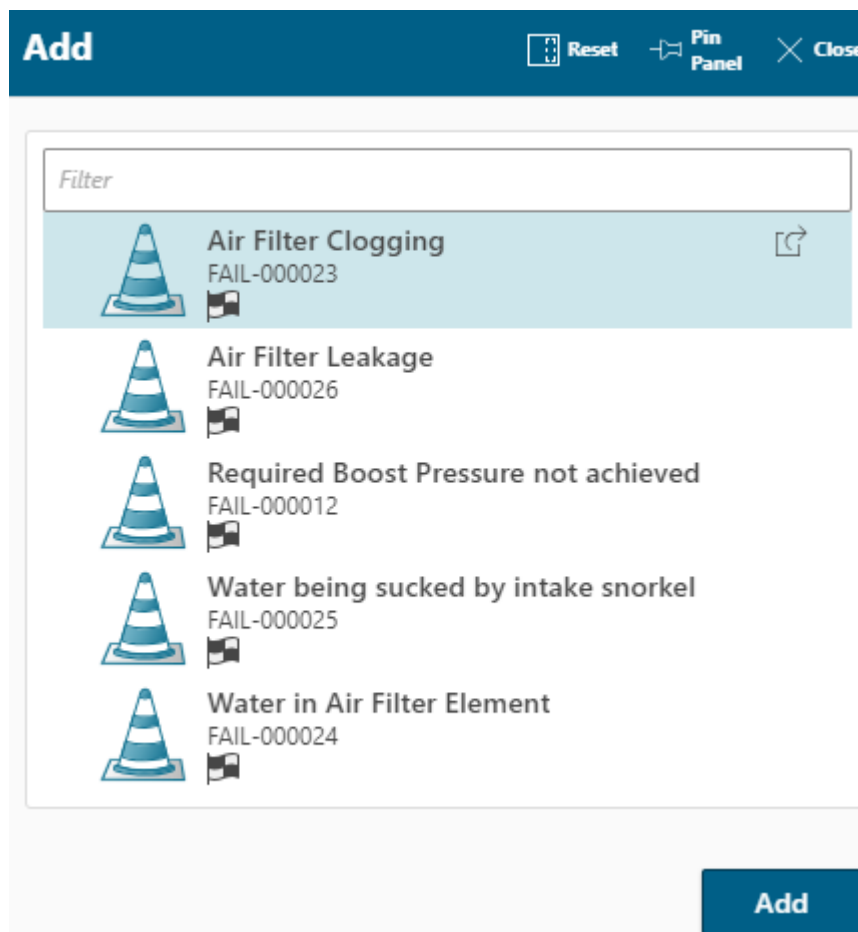 Add
Reset
Pin
Panel
Close
Filter
Air Filter Clogging
FAIL-000023
Air Filter Leakage
FAIL-000026
Required Boost Pressure not achieved
FAIL-000012
Water being sucked by intake snorkel
FAIL-000025
Water in Air Filter Element
FAIL-000024
Add